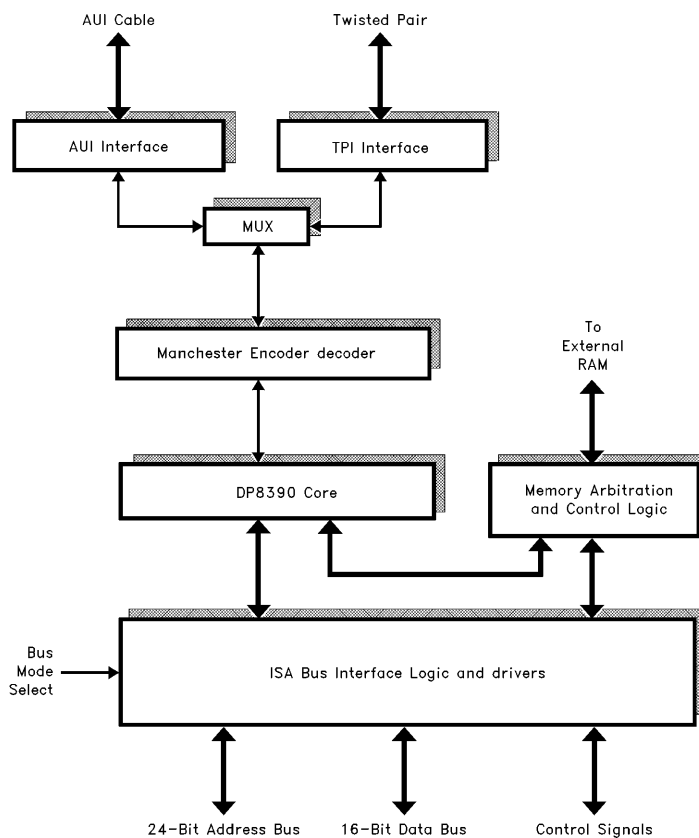 AUI Cable
Twisted Pair
AUI Interface
TPI Interface
MUX
Manchester Encoder decoder
To
External
RAM
DP8390 Core
Memory Arbitration
and Control Logic
Bus
Mode
Select
ISA Bus Interface Logic and drivers
24-Bit Address Bus
16-Bit Data Bus
Control Signals